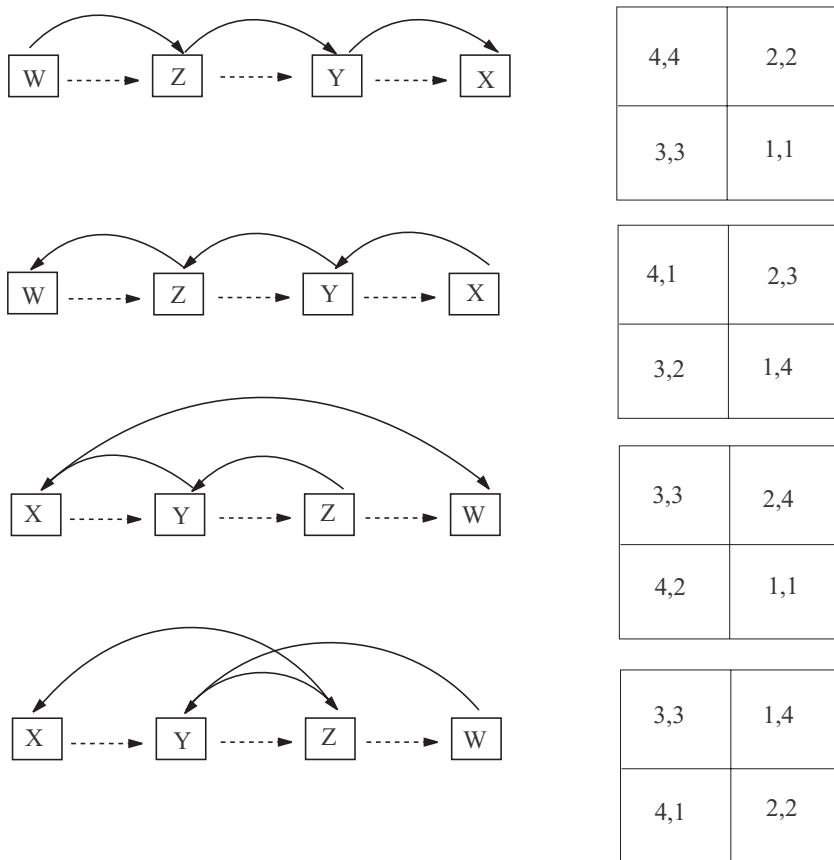 W Z Y X
4,4 2,2
3,3 1,1
W Z Y X
4,1 2,3
3,2 1,4
X Y Z W
3,3 2,4
4,2 1,1
X Y Z W
3,3 1,4
4,1 2,2